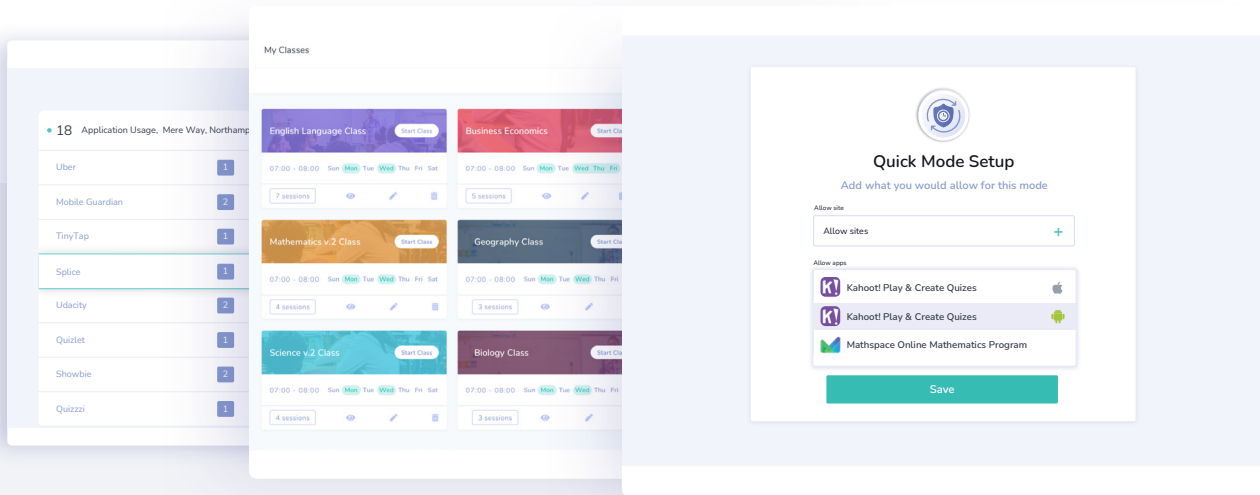 18 Application Usage, Mere Way, Northamp
Uber 1
Mobile Guardian 2
TinyTap 1
Splice 1
Udacity 2
Quizlet 1
Showbie 2
Quizzzi 1
My Classes
English Language Class Start Class
07:00 - 08:00 Sun Mon Tue Wed Thu Fri Sat
7 sessions
Business Economics Start Cla
07:00 - 08:00 Sun Mon Tue Wed Thu Fri
5 sessions
Mathematics v.2 Class Start Class
07:00 - 08:00 Sun Mon Tue Wed Thu Fri Sat
4 sessions
Geography Class Start Cla
07:00 - 08:00 Sun Mon Tue Wed Thu Fri
3 sessions
Science v.2 Class Start Class
07:00 - 08:00 Sun Mon Tue Wed Thu Fri Sat
4 sessions
Biology Class Start Cla
07:00 - 08:00 Sun Mon Tue Wed Thu Fri
3 sessions
Quick Mode Setup
Add what you would allow for this mode
Allow site
Allow sites +
Allow apps
K! Kahoot! Play & Create Quizes
K! Kahoot! Play & Create Quizes
Mathspace Online Mathematics Program
Save